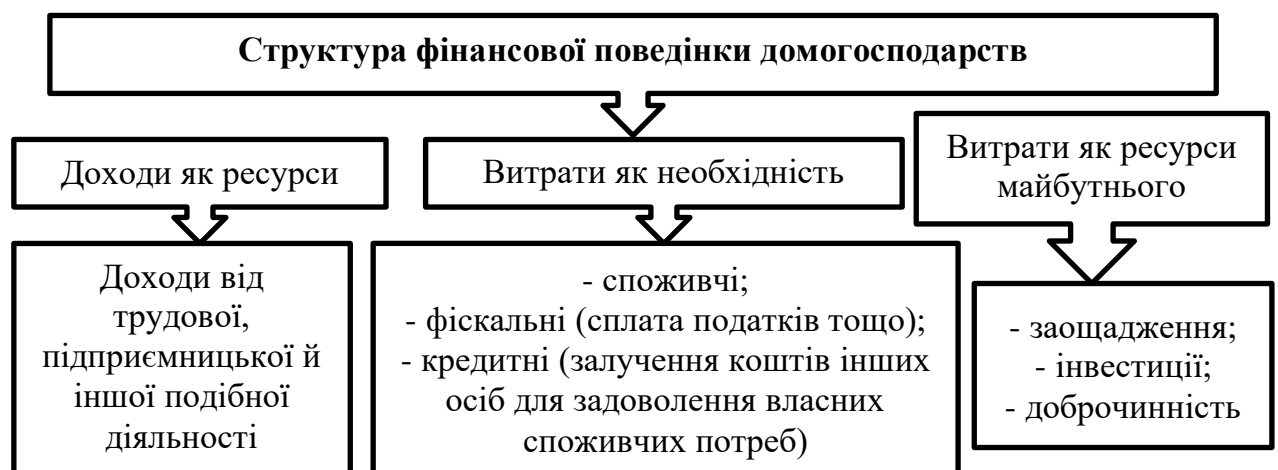 Структура фінансової поведінки домогосподарств
Доходи як ресурси
Витрати як необхідність
Витрати як ресурси
майбутнього
Доходи від
трудової,
підприємницької й
іншої подібної
діяльності
- споживчі;
- фіскальні (сплата податків тощо);
- кредитні (залучення коштів інших
осіб для задоволення власних
споживчих потреб)
- заощадження;
- інвестиції;
- доброчинність